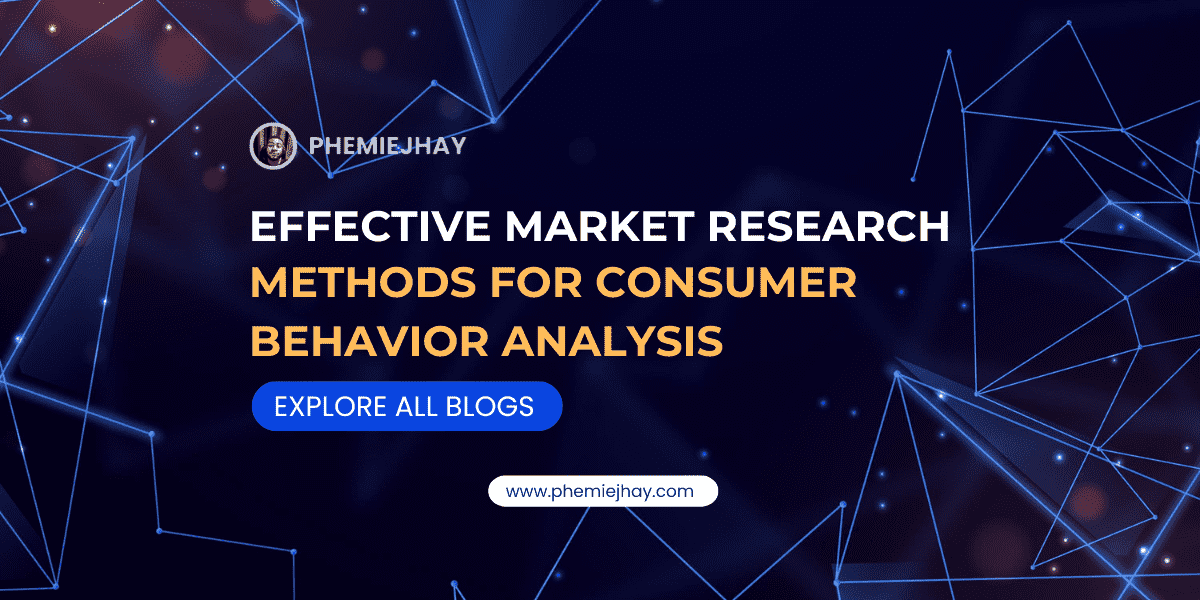 PHEMIEJHAY
EFFECTIVE MARKET RESEARCH
METHODS FOR CONSUMER
BEHAVIOR ANALYSIS
EXPLORE ALL BLOGS
www.phemiejhay.com